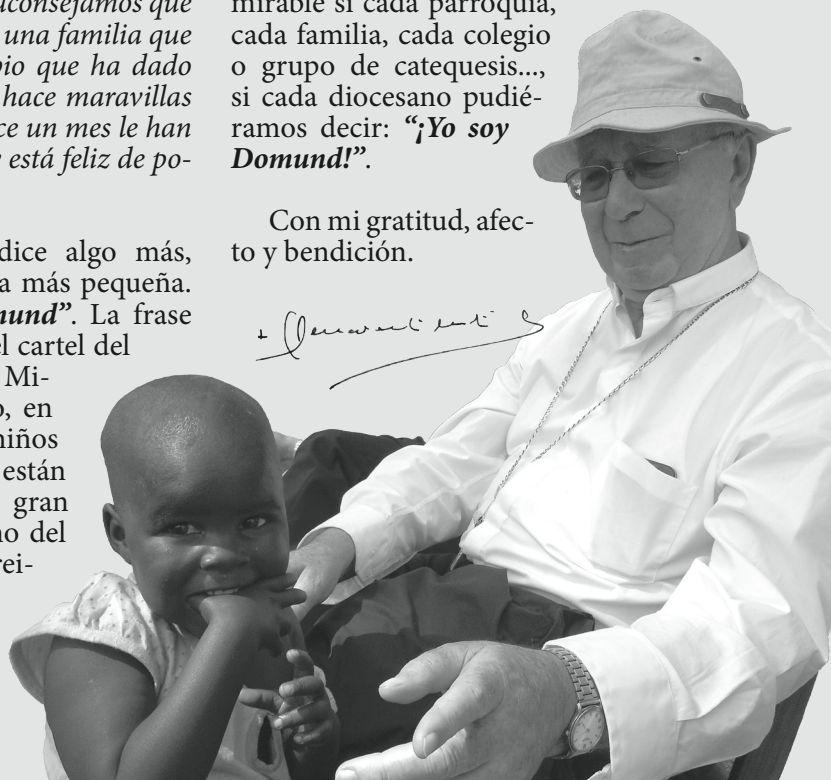 aconsejamos que
una familia que
que ha dado
hace maravillas
ce un mes le han
está feliz de po-
dice algo más,
a más pequeña.
mund”. La frase
el cartel del
Mi-
o, en
niños
están
gran
no del
rei-
mirable si cada parroquia,
cada familia, cada colegio
o grupo de catequesis...,
si cada diocesano pudié-
ramos decir: “¡Yo soy
Domund!”.
Con mi gratitud, afec-
to y bendición.